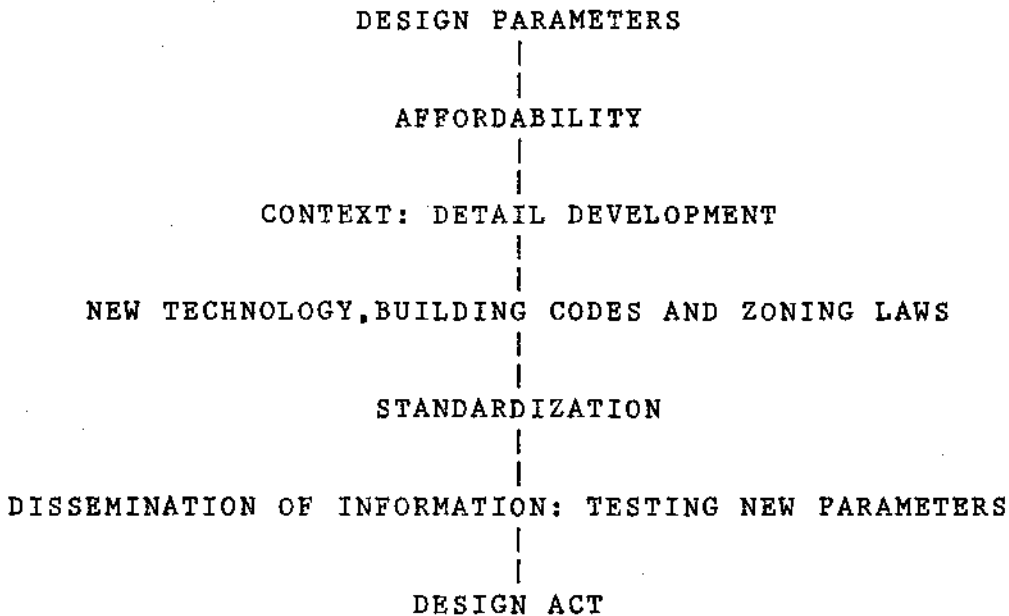 DESIGN PARAMETERS
AFFORDABILITY
CONTEXT: DETAIL DEVELOPMENT
NEW TECHNOLOGY,BUILDING CODES AND ZONING LAWS
STANDARDIZATION
DISSEMINATION OF INFORMATION: TESTING NEW PARAMETERS
DESIGN ACT